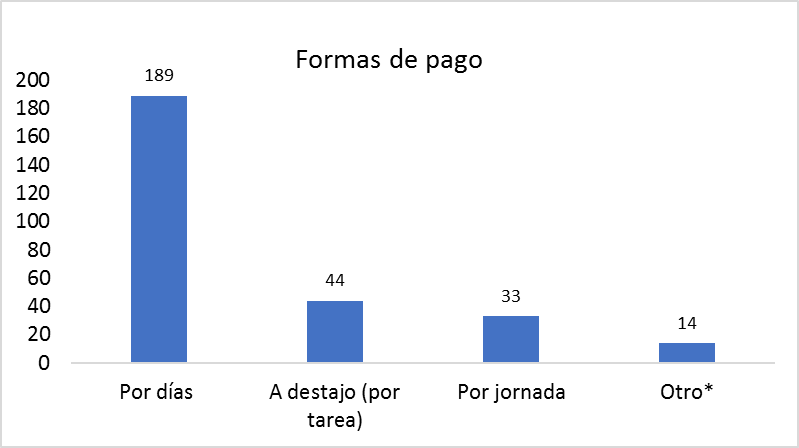 Formas de pago
200
180
160
140
120
100
80
60
40
20
0
189
44
33
14
Por días
A destajo (por
tarea)
Por jornada
Otro*